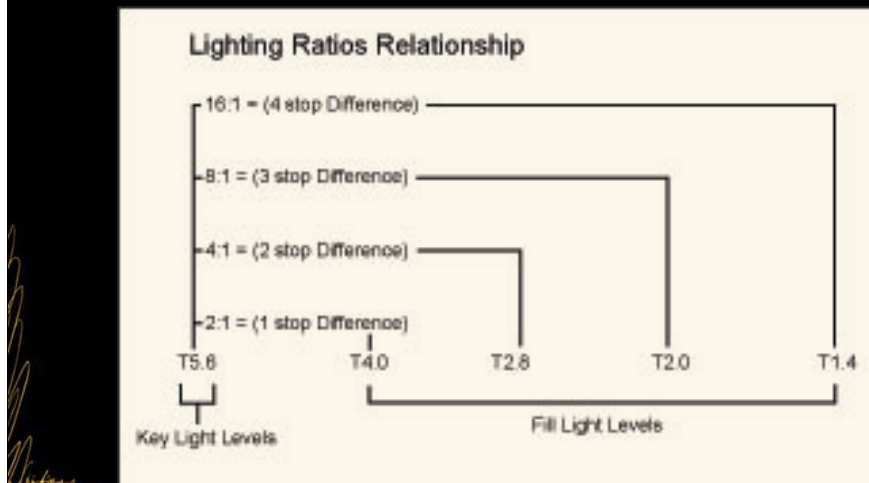 Lighting Ratios Relationship
16:1 = (4 stop Difference)
8:1 = (3 stop Difference)
4:1 = (2 stop Difference)
2:1 = (1 stop Difference)
T5.6 T4.0 T2.8 T2.0 T1.4
Key Light Levels
Fill Light Levels